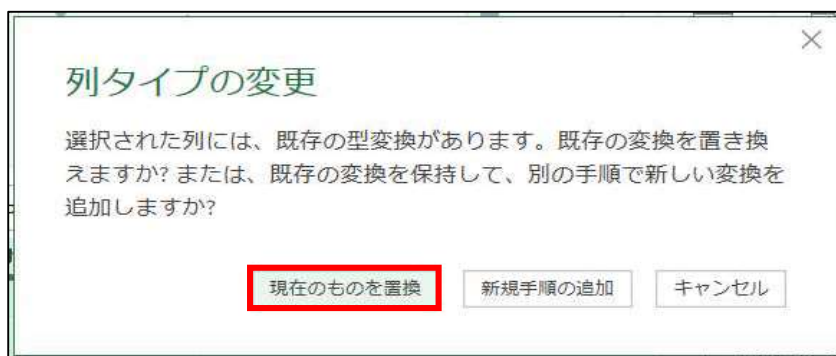 列タイプの変更
選択された列には、既存の型変換があります。既存の変換を置き換
えますか? または、既存の変換を保持して、別の手順で新しい変換を
追加しますか?
現在のものを置換 新規手順の追加 キャンセル